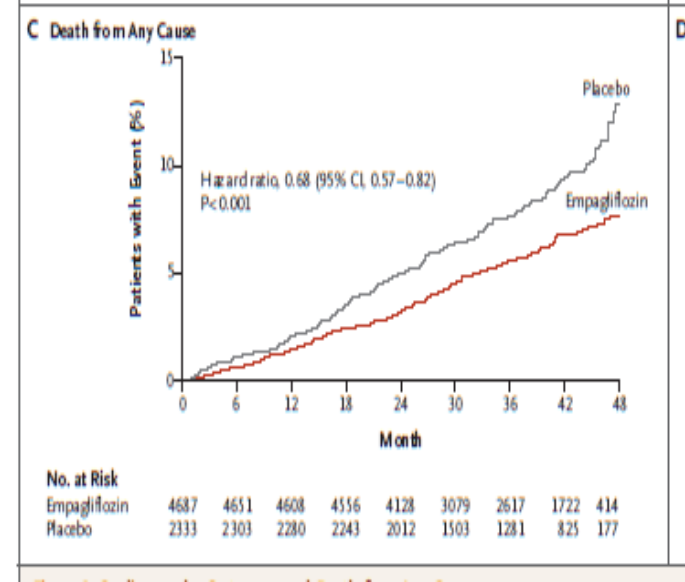 C Death from Any Cause
D
15
10
5
0
Patients with Event (%)
Placebo
Hazard ratio, 0.68 (95% CI, 0.57–0.82)
P<0.001
Empagliflozin
0 6 12 18 24 30 36 42 48
Month
No. at Risk
Empagliflozin 4687 4651 4608 4556 4128 3079 2617 1722 414
Placebo 2333 2303 2280 2243 2012 1503 1281 825 177